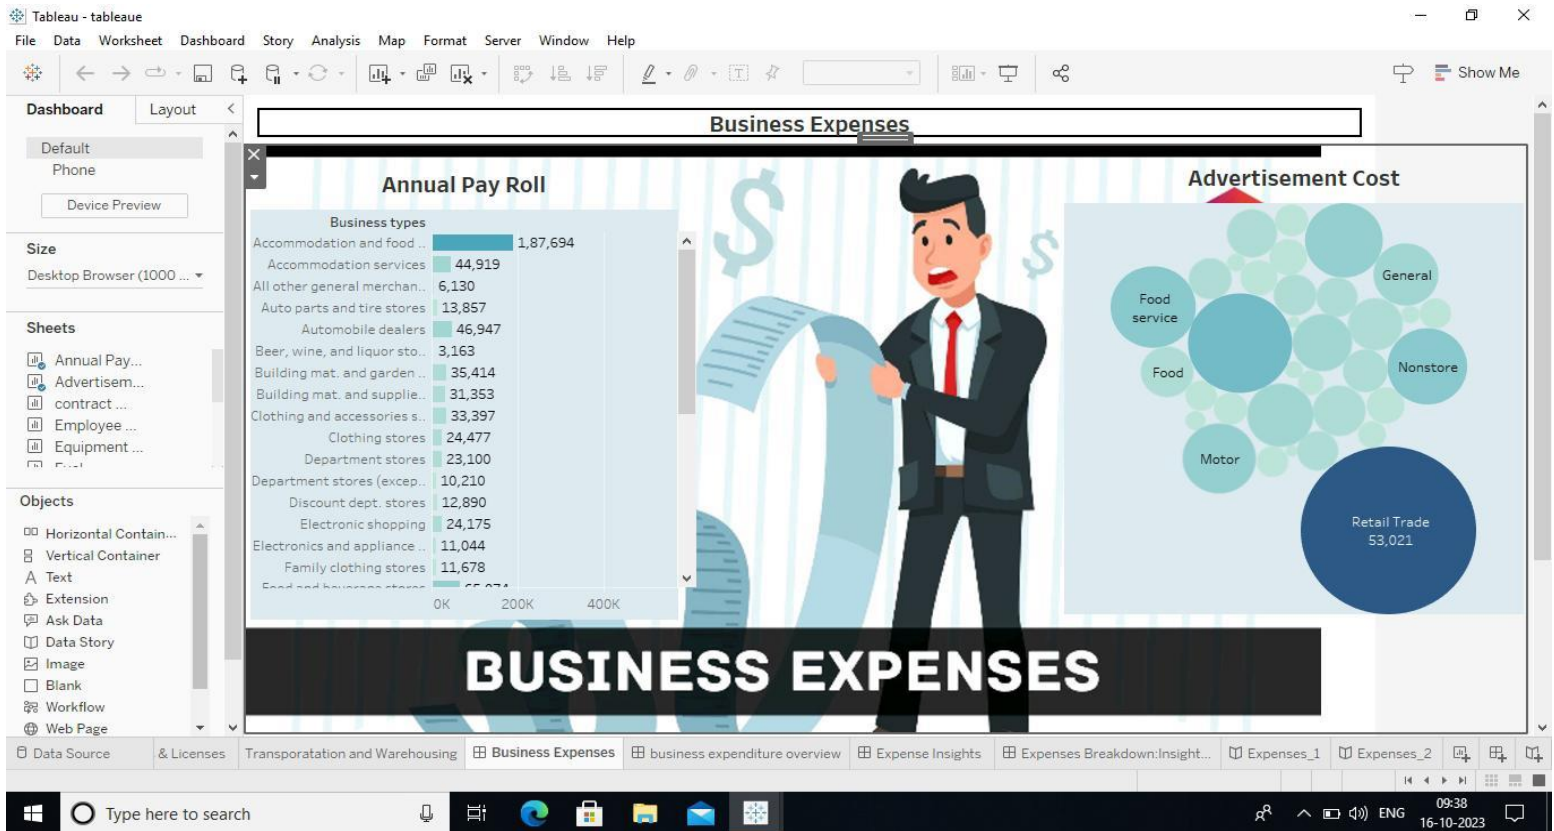 Tableau - tableaue
File Data Worksheet Dashboard Story Analysis Map Format Server Window Help
Show Me
Dashboard Layout
Default
Phone
Device Preview
Size
Desktop Browser (1000 ...
Sheets
Annual Pay...
Advertisem...
contract ...
Employee ...
Equipment ...
Objects
Horizontal Contain...
Vertical Container
A Text
Extension
Ask Data
Data Story
Image
Blank
Workflow
Web Page
Business Expenses
Annual Pay Roll
Business types
Accommodation and food .. 1,87,694
Accommodation services 44,919
All other general merchan.. 6,130
Auto parts and tire stores 13,857
Automobile dealers 46,947
Beer, wine, and liquor sto.. 3,163
Building mat. and garden .. 35,414
Building mat. and supplie.. 31,353
Clothing and accessories s.. 33,397
Clothing stores 24,477
Department stores 23,100
Department stores (excep.. 10,210
Discount dept. stores 12,890
Electronic shopping 24,175
Electronics and appliance .. 11,044
Family clothing stores 11,678
0K 200K 400K
$
$
Advertisement Cost
General
Food
service
Nonstore
Food
Motor
Retail Trade
53,021
BUSINESS EXPENSES
Data Source & Licenses Transporatation and Warehousing Business Expenses business expenditure overview Expense Insights Expenses Breakdown:Insight... Expenses_1 Expenses_2
Type here to search
ENG
09:38
16-10-2023